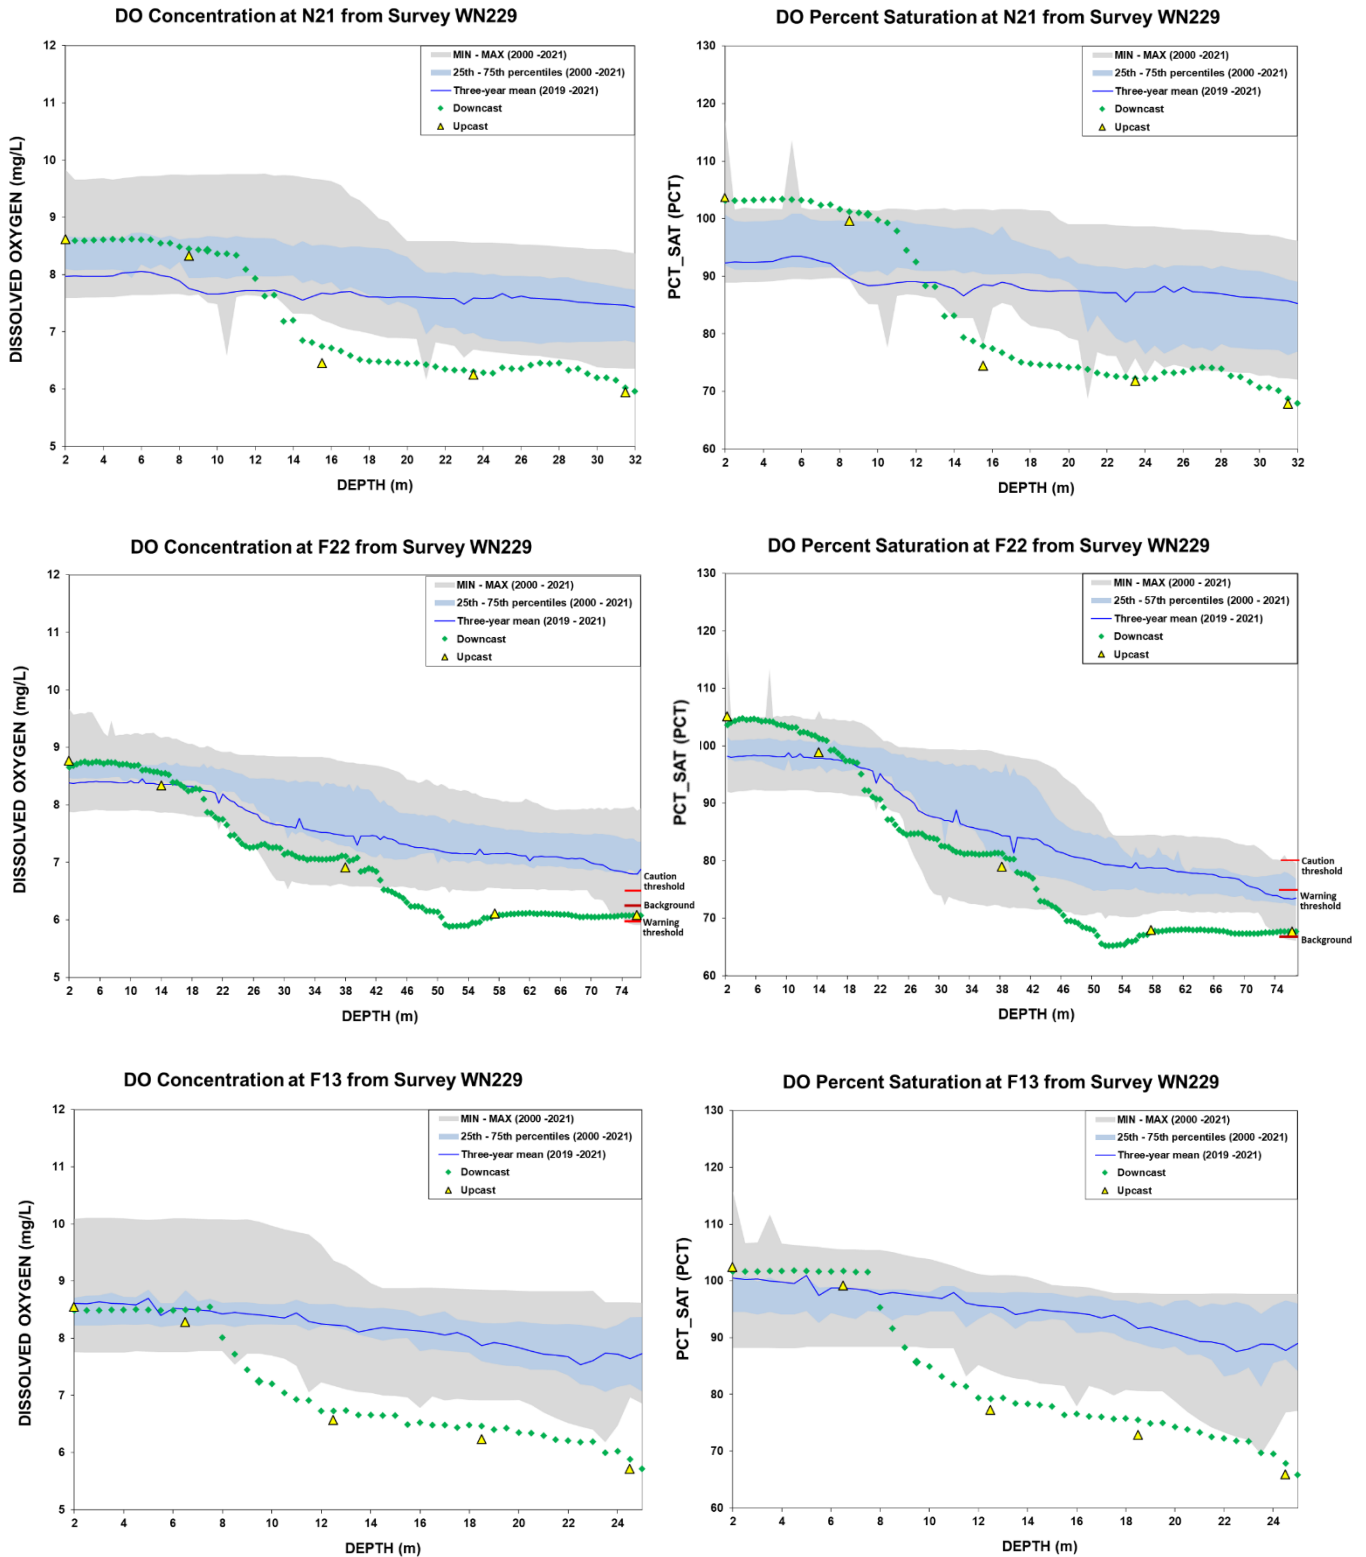 DO Concentration at N21 from Survey WN229
12
11
10
9
8
7
6
5
DISSOLVED OXYGEN (mg/L)
MIN - MAX (2000 -2021)
25th - 75th percentiles (2000 -2021)
Three-year mean (2019 -2021)
Downcast
Upcast
2 4 6 8 10 12 14 16 18 20 22 24 26 28 30 32
DEPTH (m)
DO Percent Saturation at N21 from Survey WN229
130
120
110
100
90
80
70
60
PCT_SAT (PCT)
MIN - MAX (2000 -2021)
25th - 75th percentiles (2000 -2021)
Three-year mean (2019 -2021)
Downcast
Upcast
2 4 6 8 10 12 14 16 18 20 22 24 26 28 30 32
DEPTH (m)
DO Concentration at F22 from Survey WN229
12
11
10
9
8
7
6
5
DISSOLVED OXYGEN (mg/L)
MIN - MAX (2000 - 2021)
25th - 75th percentiles (2000 - 2021)
Three-year mean (2019 - 2021)
Downcast
Upcast
Caution
threshold
Background
Warning
threshold
2 6 10 14 18 22 26 30 34 38 42 46 50 54 58 62 66 70 74
DEPTH (m)
DO Percent Saturation at F22 from Survey WN229
130
120
110
100
90
80
70
60
PCT_SAT (PCT)
MIN - MAX (2000 - 2021)
25th - 57th percentiles (2000 - 2021)
Three-year mean (2019 - 2021)
Downcast
Upcast
Caution
threshold
Warning
threshold
Background
2 6 10 14 18 22 26 30 34 38 42 46 50 54 58 62 66 70 74
DEPTH (m)
DO Concentration at F13 from Survey WN229
12
11
10
9
8
7
6
5
DISSOLVED OXYGEN (mg/L)
MIN - MAX (2000 -2021)
25th - 75th percentiles (2000 -2021)
Three-year mean (2019 -2021)
Downcast
Upcast
2 4 6 8 10 12 14 16 18 20 22 24
DEPTH (m)
DO Percent Saturation at F13 from Survey WN229
130
120
110
100
90
80
70
60
PCT_SAT (PCT)
MIN - MAX (2000 -2021)
25th - 75th percentiles (2000 -2021)
Three-year mean (2019 -2021)
Downcast
Upcast
2 4 6 8 10 12 14 16 18 20 22 24
DEPTH (m)